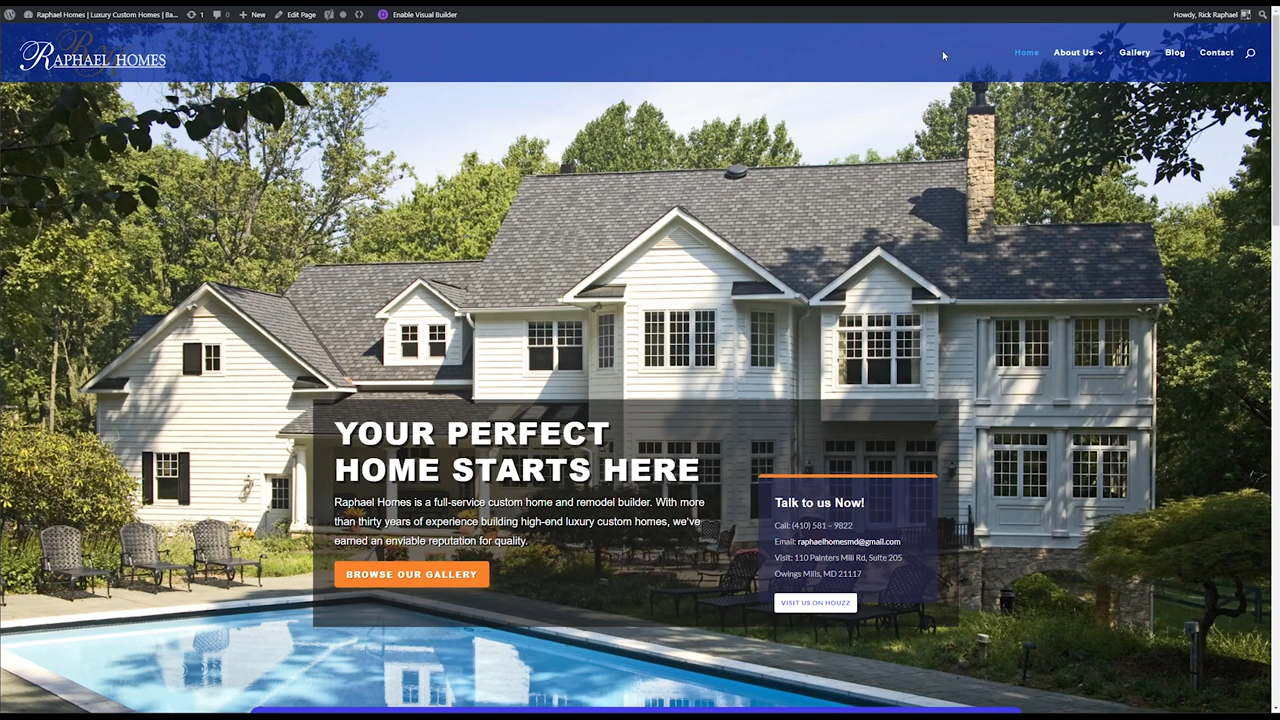 Raphael Homes | Luxury Custom Homes | Ba... 1 0 New Edit Page Enable Visual Builder Howdy, Rick Raphael
RAPHAEL HOMES
Home About Us Gallery Blog Contact
YOUR PERFECT
HOME STARTS HERE
Raphael Homes is a full-service custom home and remodel builder. With more
than thirty years of experience building high-end luxury custom homes, we've
earned an enviable reputation for quality.
BROWSE OUR GALLERY
Talk to us Now!
Call: (410) 581 – 9822
Email: raphaelhomesmd@gmail.com
Visit: 110 Painters Mill Rd, Suite 205
Owings Mills, MD 21117
VISIT US ON HOUZZ